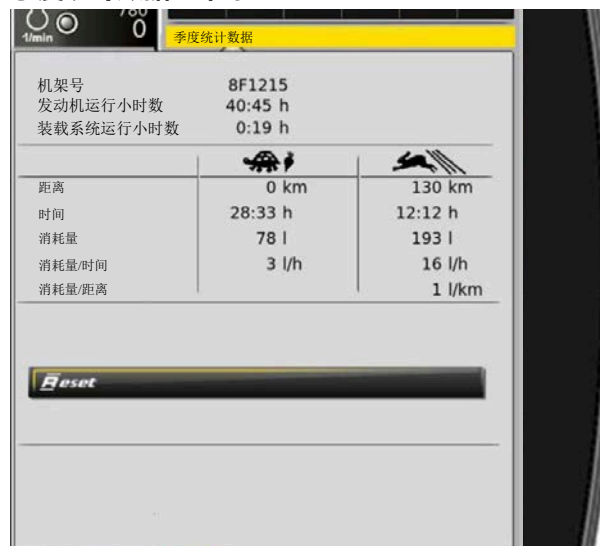 780
1/min 0
季度统计数据
机架号 8F1215
发动机运行小时数 40:45 h
装载系统运行小时数 0:19 h
距离 0 km 130 km
时间 28:33 h 12:12 h
消耗量 78 l 193 l
消耗量/时间 3 l/h 16 l/h
消耗量/距离 1 l/km
Reset